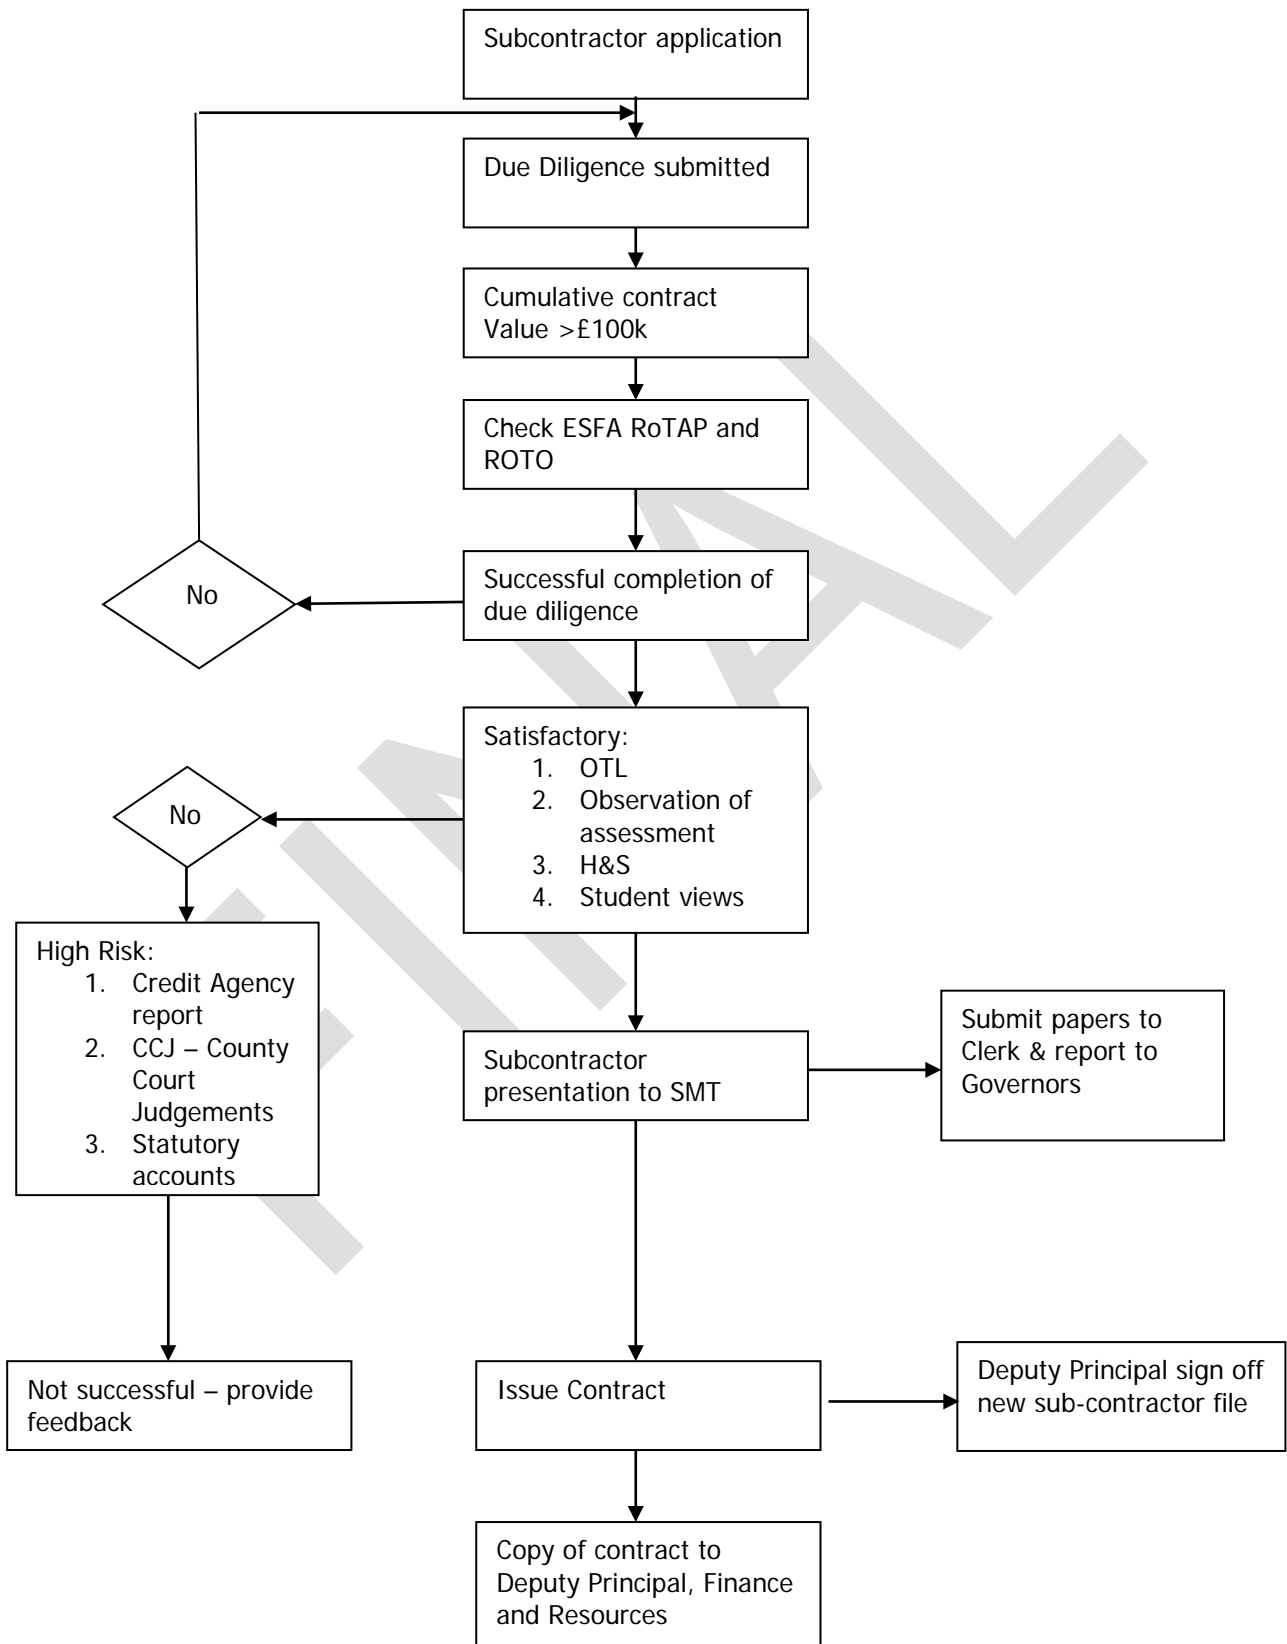 Subcontractor application
Due Diligence submitted
Cumulative contract
Value >£100k
Check ESFA RoTAP and
ROTO
Successful completion of
due diligence
No
Satisfactory:
1. OTL
2. Observation of
assessment
3. H&S
4. Student views
No
High Risk:
1. Credit Agency
report
2. CCJ – County
Court
Judgements
3. Statutory
accounts
Subcontractor
presentation to SMT
Submit papers to
Clerk & report to
Governors
Not successful – provide
feedback
Issue Contract
Deputy Principal sign off
new sub-contractor file
Copy of contract to
Deputy Principal, Finance
and Resources
FINAL